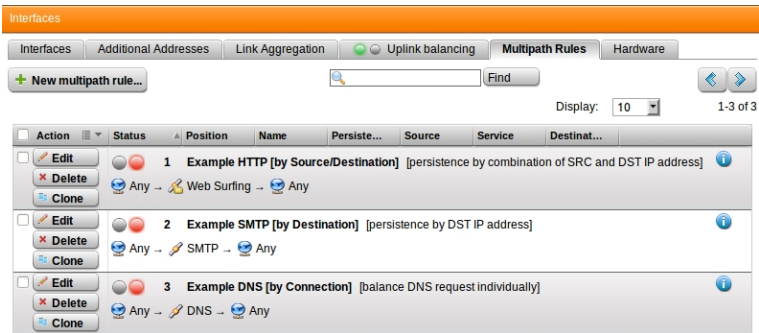 Interfaces
Interfaces Additional Addresses Link Aggregation Uplink balancing Multipath Rules Hardware
New multipath rule... Find
Display: 10 1-3 of 3
Action Status Position Name Persiste... Source Service Destinat...
Edit 1 Example HTTP [by Source/Destination] [persistence by combination of SRC and DST IP address]
Delete Any → Web Surfing → Any
Clone
Edit 2 Example SMTP [by Destination] [persistence by DST IP address]
Delete Any → SMTP → Any
Clone
Edit 3 Example DNS [by Connection] [balance DNS request individually]
Delete Any → DNS → Any
Clone